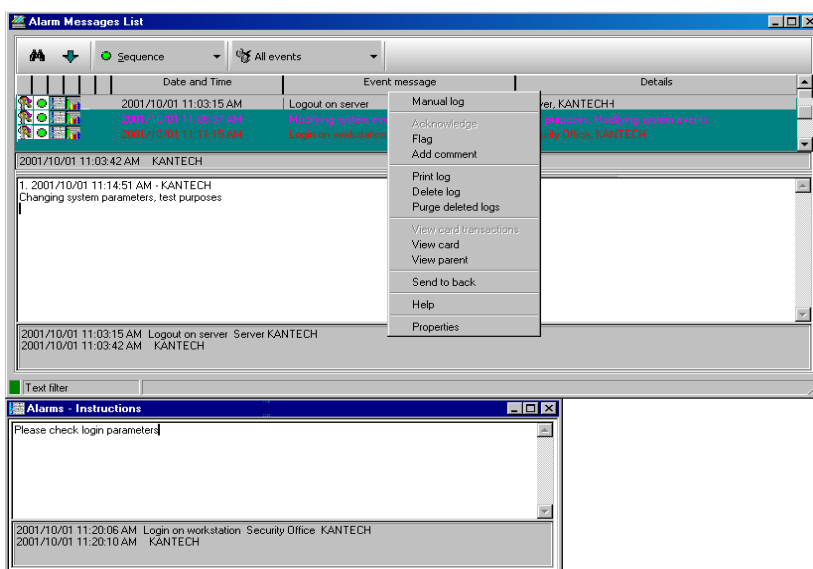 Alarm Messages List
Sequence All events
Date and Time Event message Details
2001/10/01 11:03:15 AM Logout on server ver, KANTECHH
2001/10/01 11:08:37 AM Modifying system eve purposes, Modifying system events
2001/10/01 11:11:15 AM Login on workstation rity Office, KANTECH
2001/10/01 11:03:42 AM KANTECH
1. 2001/10/01 11:14:51 AM - KANTECH
Changing system parameters, test purposes
Manual log
Acknowledge
Flag
Add comment
Print log
Delete log
Purge deleted logs
View card transactions
View card
View parent
Send to back
Help
Properties
2001/10/01 11:03:15 AM Logout on server Server KANTECH
2001/10/01 11:03:42 AM KANTECH
Text filter
Alarms - Instructions
Please check login parameters
2001/10/01 11:20:06 AM Login on workstation Security Office KANTECH
2001/10/01 11:20:10 AM KANTECH